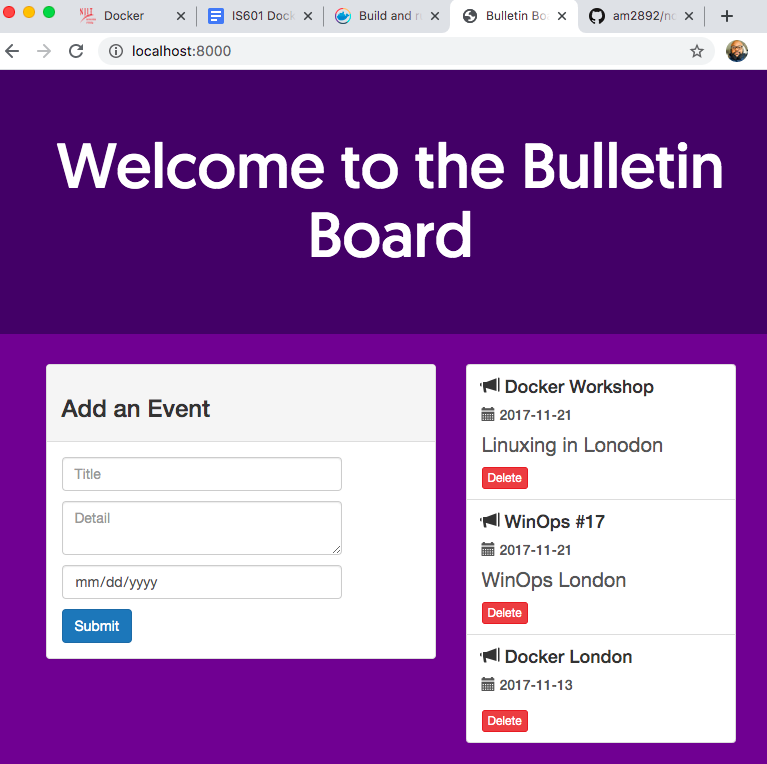 Docker
IS601 Dock
Build and r
Bulletin Bo
am2892/no
localhost:8000
Welcome to the Bulletin
Board
Add an Event
Title
Detail
mm/dd/yyyy
Submit
Docker Workshop
2017-11-21
Linuxing in Lonodon
Delete
WinOps #17
2017-11-21
WinOps London
Delete
Docker London
2017-11-13
Delete